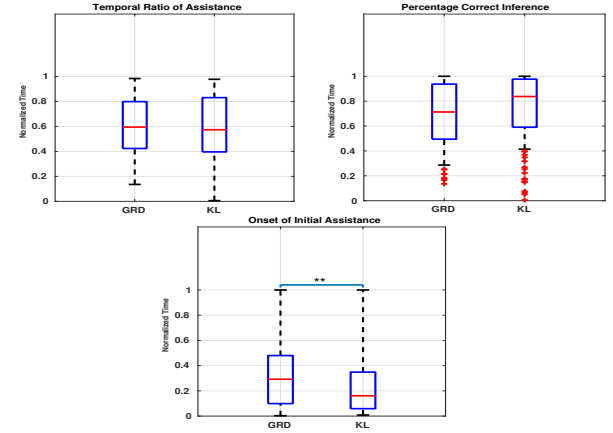 Temporal Ratio of Assistance
Normalized Time
1
0.8
0.6
0.4
0.2
0
GRD KL
Percentage Correct Inference
Normalized Time
1
0.8
0.6
0.4
0.2
0
GRD KL
Onset of Initial Assistance
Normalized Time
**
1
0.8
0.6
0.4
0.2
0
GRD KL